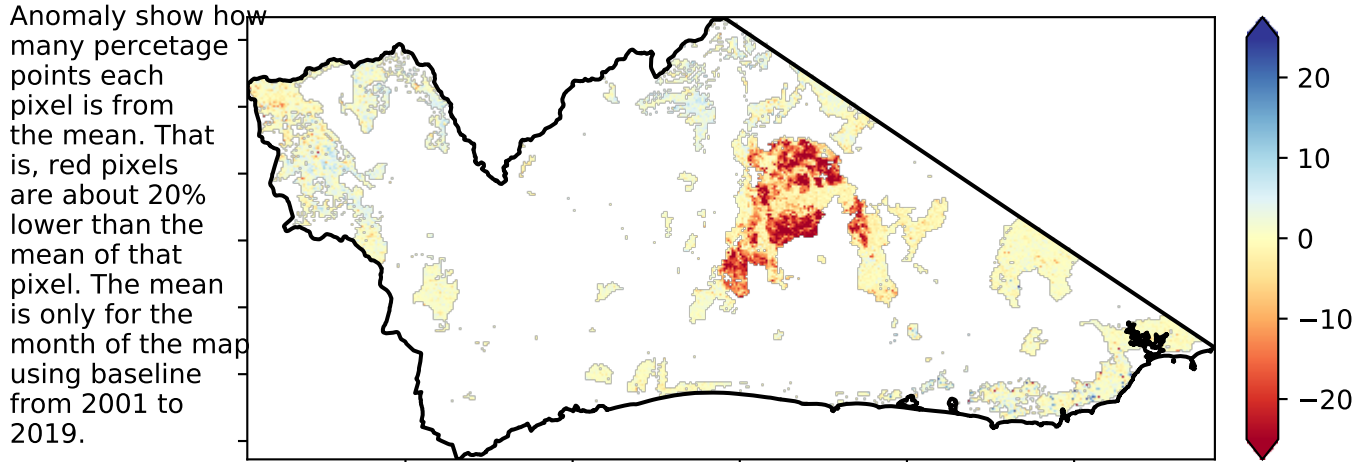 Anomaly show how
many percetage
points each
pixel is from
the mean. That
is, red pixels
are about 20%
lower than the
mean of that
pixel. The mean
is only for the
month of the map
using baseline
from 2001 to
2019.
20
10
0
−10
−20